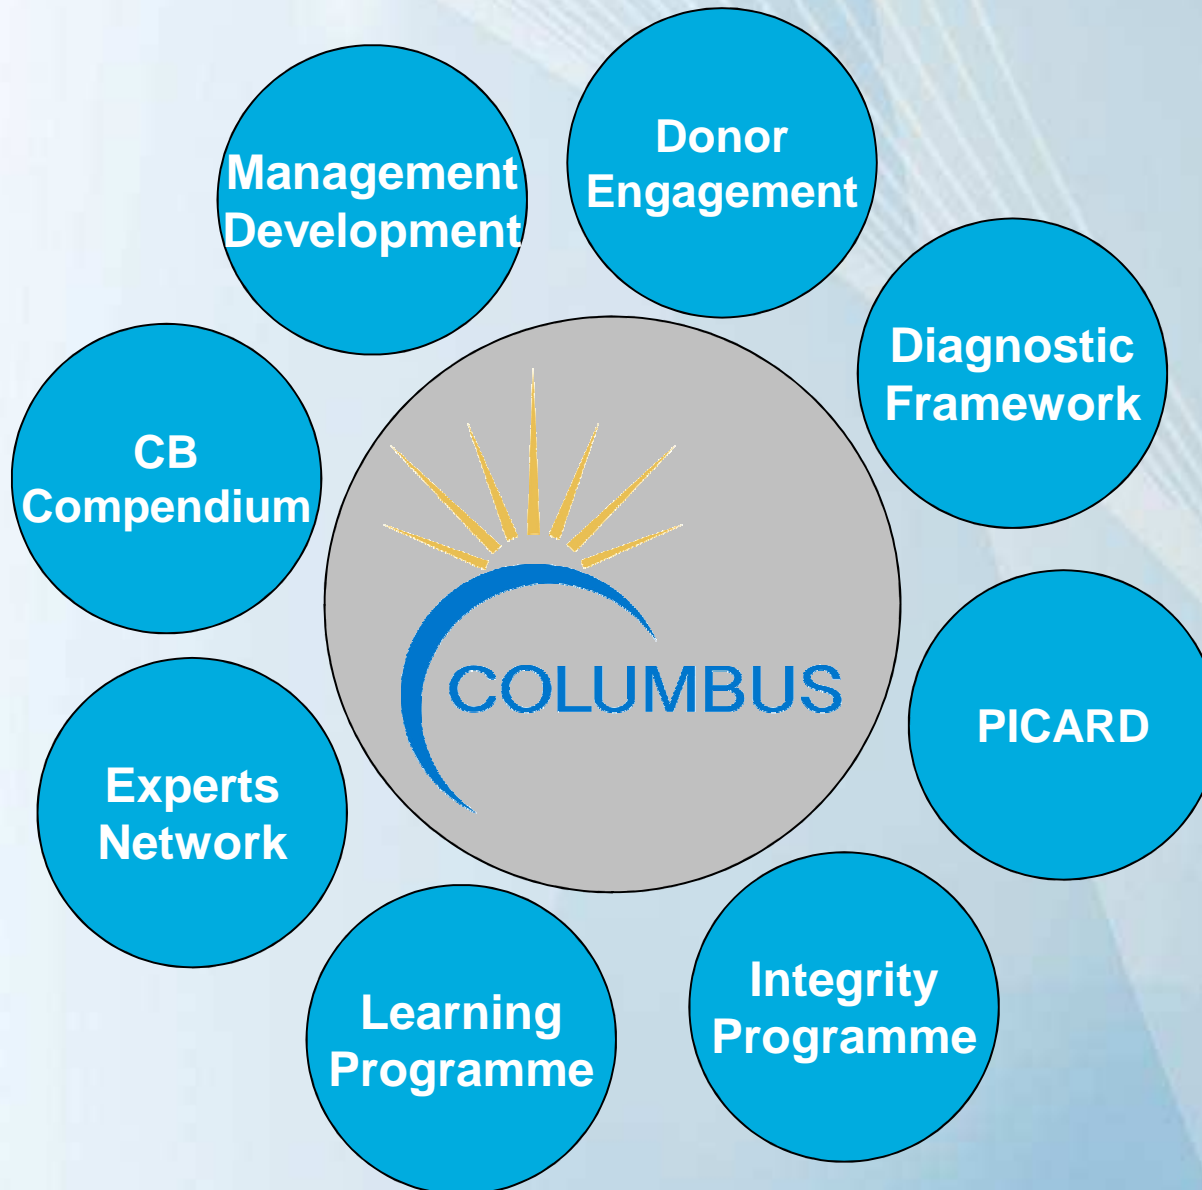 Donor
Engagement
Management
Development
Diagnostic
Framework
CB
Compendium
COLUMBUS
PICARD
Experts
Network
Integrity
Programme
Learning
Programme